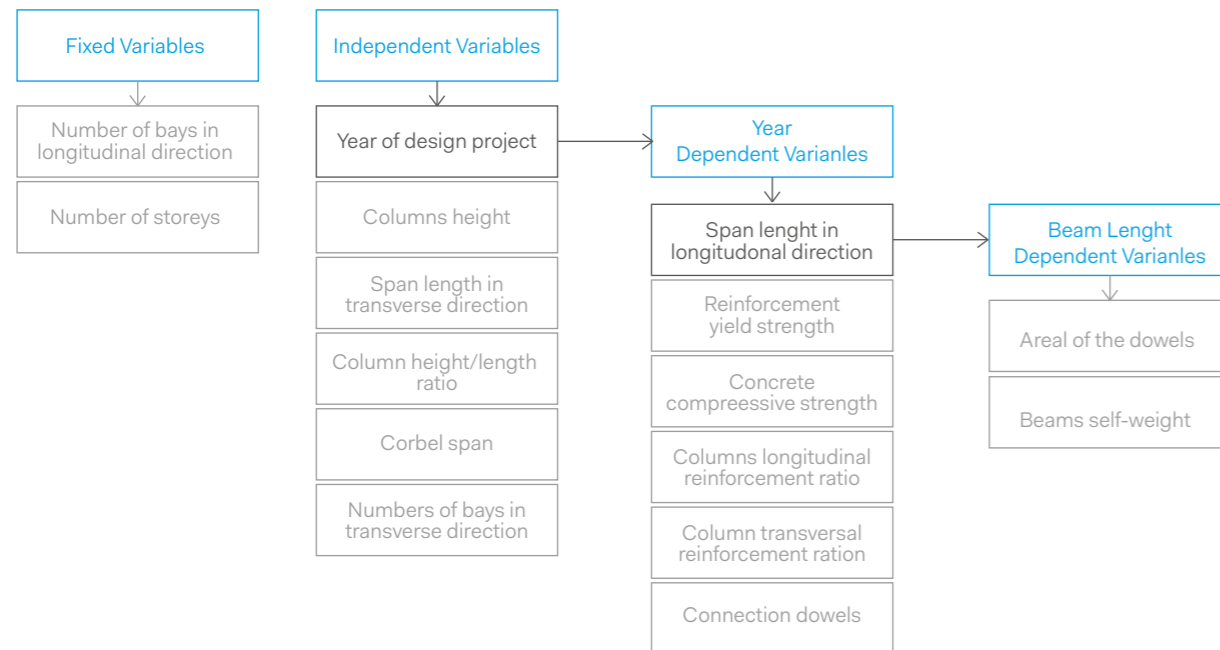 Fixed Variables
Number of bays in
longitudinal direction
Number of storeys
Independent Variables
Year of design project
Columns height
Span length in
transverse direction
Column height/length
ratio
Corbel span
Numbers of bays in
transverse direction
Year
Dependent Varianles
Span lenght in
longitudonal direction
Reinforcement
yield strength
Concrete
compreessive strength
Columns longitudinal
reinforcement ratio
Column transversal
reinforcement ration
Connection dowels
Beam Lenght
Dependent Varianles
Areal of the dowels
Beams self-weight